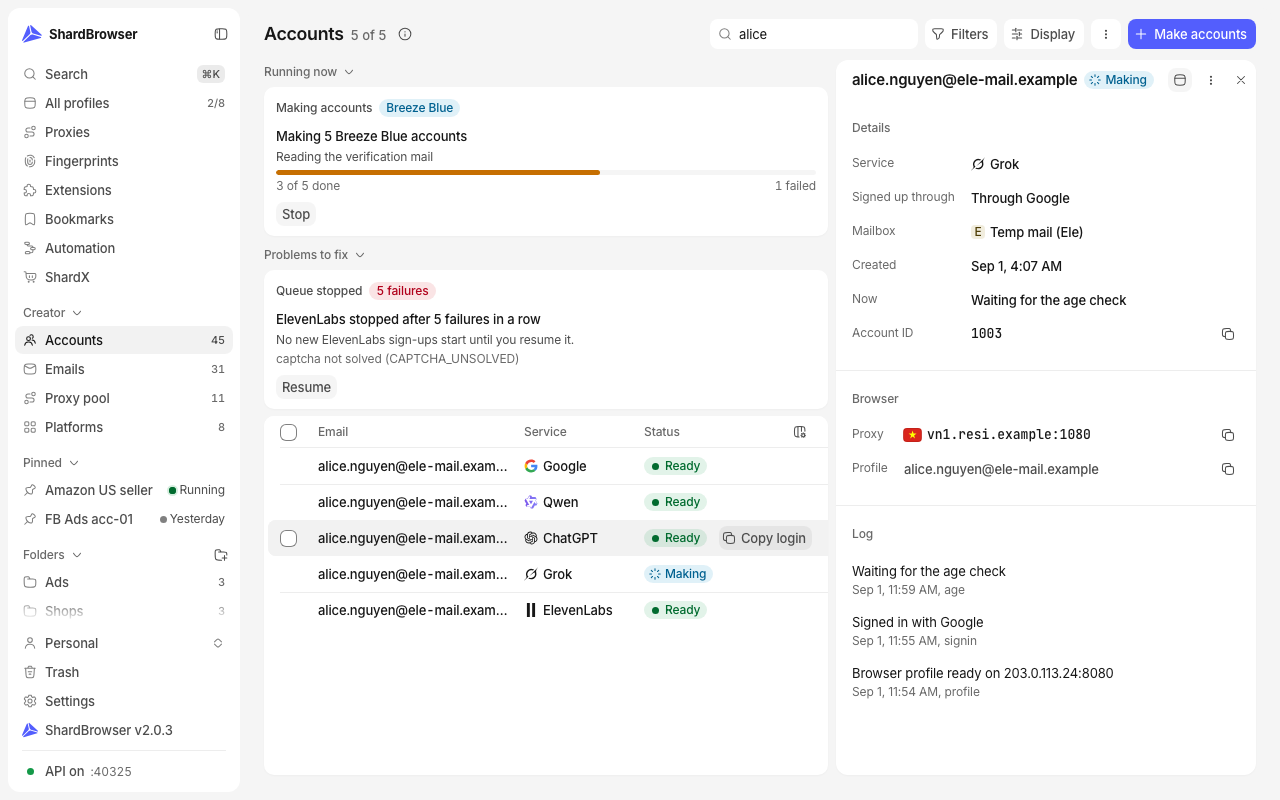 ShardBrowser
Search ⌘K
All profiles 2/8
Proxies
Fingerprints
Extensions
Bookmarks
Automation
ShardX
Creator
Accounts 45
Emails 31
Proxy pool 11
Platforms 8
Pinned
Amazon US seller Running
FB Ads acc-01 Yesterday
Folders
Ads 3
Shops 3
Personal
Trash
Settings
ShardBrowser v2.0.3
API on :40325
Accounts 5 of 5
alice
Filters
Display
Make accounts
Running now
Making accounts Breeze Blue
Making 5 Breeze Blue accounts
Reading the verification mail
3 of 5 done 1 failed
Stop
Problems to fix
Queue stopped 5 failures
ElevenLabs stopped after 5 failures in a row
No new ElevenLabs sign-ups start until you resume it.
captcha not solved (CAPTCHA_UNSOLVED)
Resume
Email Service Status
alice.nguyen@ele-mail.exam... Google Ready
alice.nguyen@ele-mail.exam... Qwen Ready
alice.nguyen@ele-mail.exam... ChatGPT Ready Copy login
alice.nguyen@ele-mail.exam... Grok Making
alice.nguyen@ele-mail.exam... ElevenLabs Ready
alice.nguyen@ele-mail.example Making
Details
Service Grok
Signed up through Through Google
Mailbox E Temp mail (Ele)
Created Sep 1, 4:07 AM
Now Waiting for the age check
Account ID 1003
Browser
Proxy vn1.resi.example:1080
Profile alice.nguyen@ele-mail.example
Log
Waiting for the age check
Sep 1, 11:59 AM, age
Signed in with Google
Sep 1, 11:55 AM, signin
Browser profile ready on 203.0.113.24:8080
Sep 1, 11:54 AM, profile